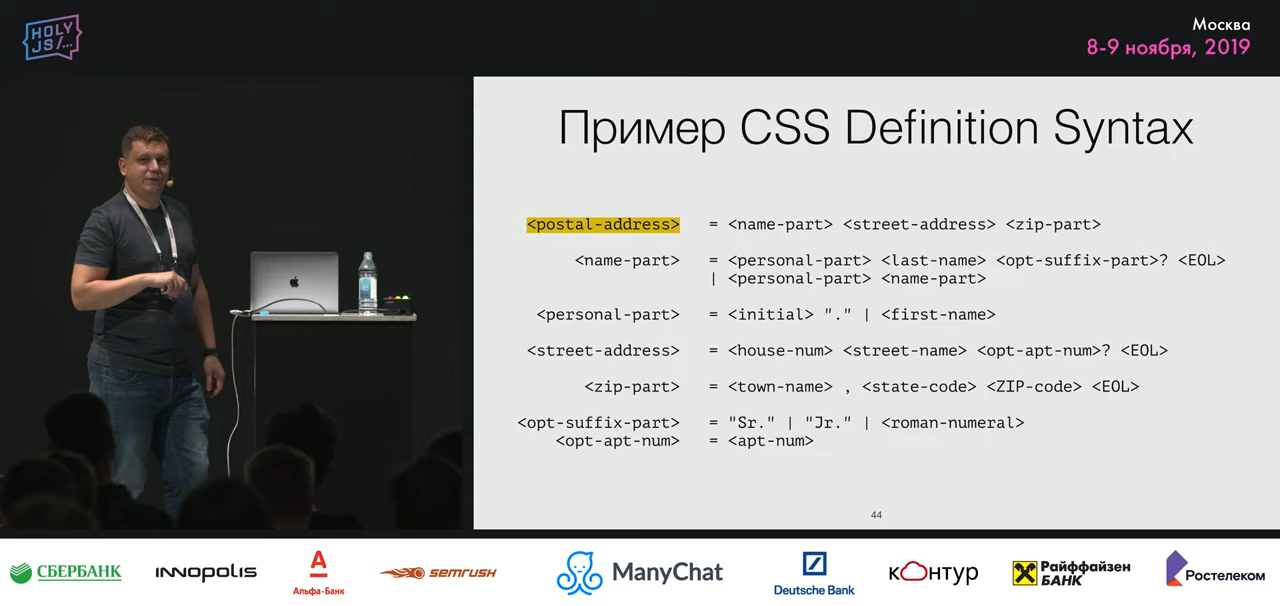 HOLY
JS/...
Москва
8-9 ноября, 2019
Пример CSS Definition Syntax
<postal-address> = <name-part> <street-address> <zip-part>
<name-part> = <personal-part> <last-name> <opt-suffix-part>? <EOL>
| <personal-part> <name-part>
<personal-part> = <initial> "." | <first-name>
<street-address> = <house-num> <street-name> <opt-apt-num>? <EOL>
<zip-part> = <town-name> , <state-code> <ZIP-code> <EOL>
<opt-suffix-part> = "Sr." | "Jr." | <roman-numeral>
<opt-apt-num> = <apt-num>
44
СБЕРБАНК
INNOPOLIS
А
Альфа·Банк
SEMRUSH
ManyChat
Deutsche Bank
кОнтур
Райффайзен
БАНК
Ростелеком